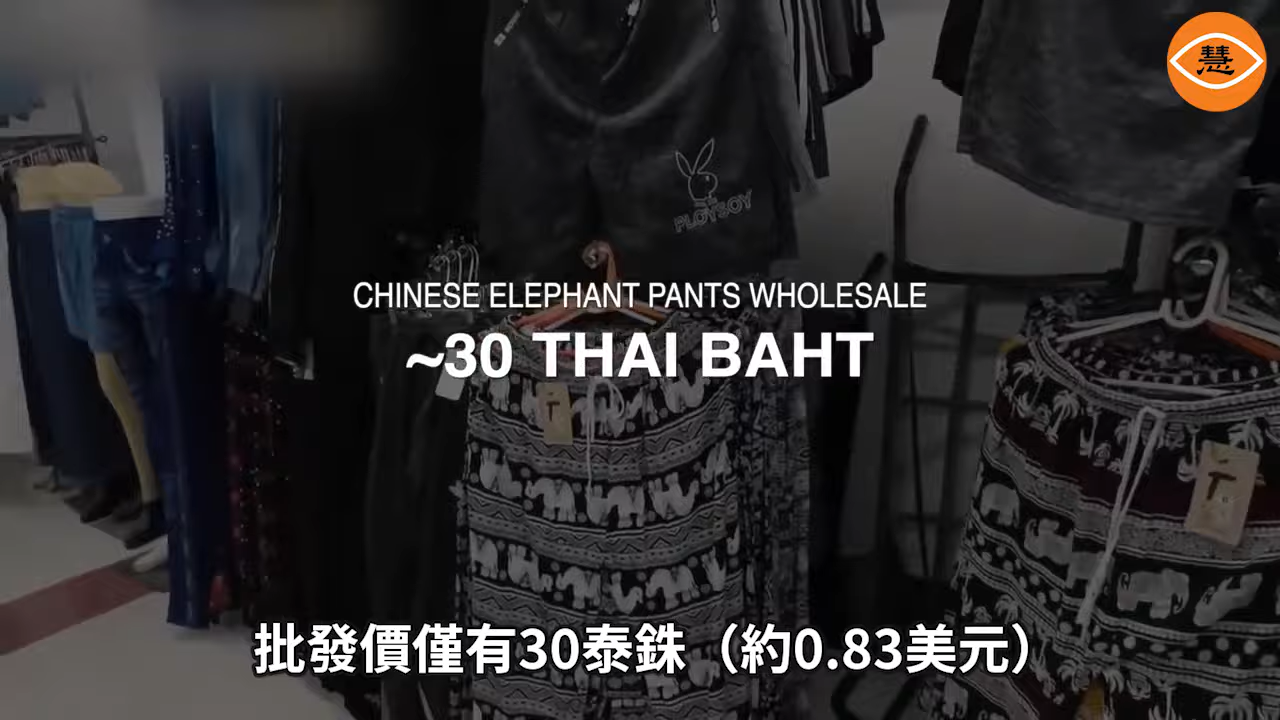 慧
PLOYSOY
CHINESE ELEPHANT PANTS WHOLESALE
~30 THAI BAHT
T
T
批發價僅有30泰銖（約0.83美元）